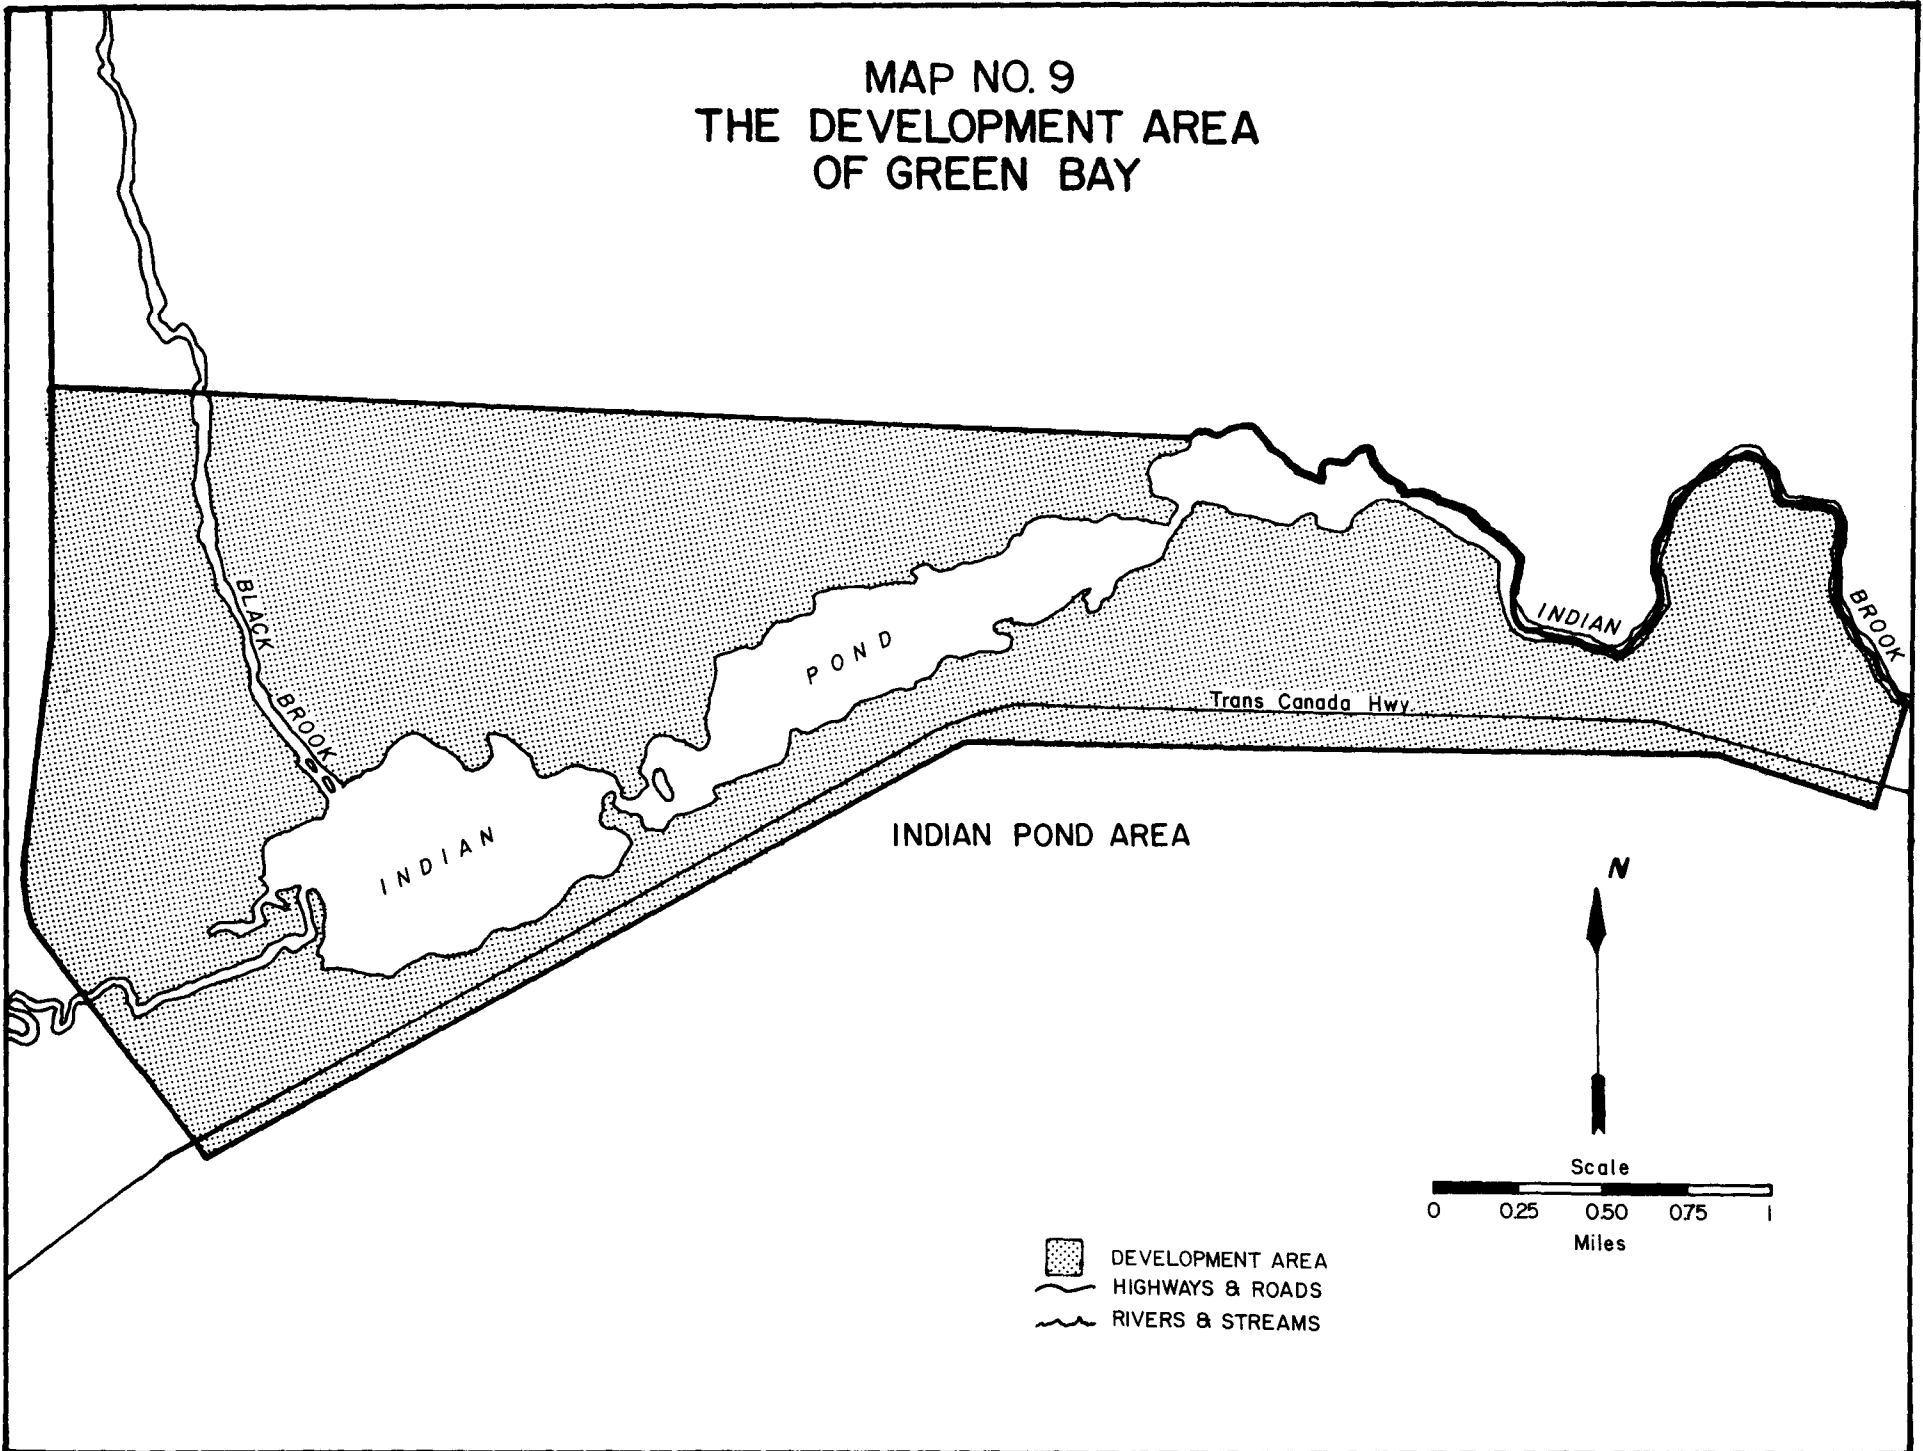 MAP NO. 9
THE DEVELOPMENT AREA
OF GREEN BAY
BLACK
BROOK
POND
INDIAN
BROOK
Trans Canada Hwy.
INDIAN
INDIAN POND AREA
N
Scale
0 0.25 0.50 0.75 1
Miles
DEVELOPMENT AREA
HIGHWAYS & ROADS
RIVERS & STREAMS